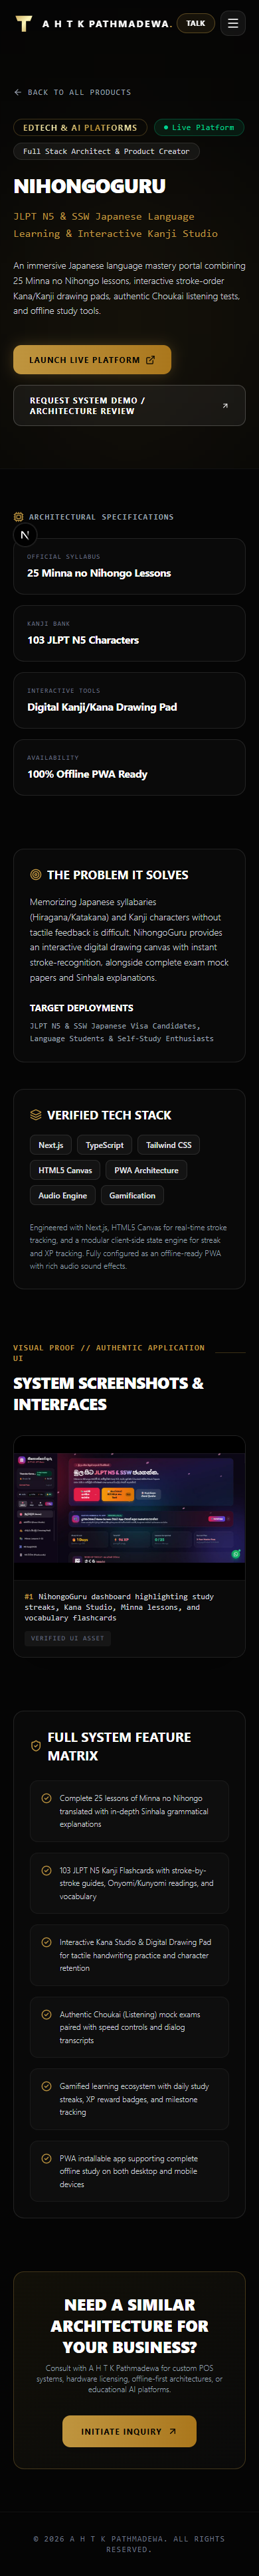 A H T K PATHMADEWA.
TALK
BACK TO ALL PRODUCTS
EDTECH & AI PLATFORMS
Live Platform
Full Stack Architect & Product Creator
NIHONGOGURU
JLPT N5 & SSW Japanese Language
Learning & Interactive Kanji Studio
An immersive Japanese language mastery portal combining
25 Minna no Nihongo lessons, interactive stroke-order
Kana/Kanji drawing pads, authentic Choukai listening tests,
and offline study tools.
LAUNCH LIVE PLATFORM
REQUEST SYSTEM DEMO /
ARCHITECTURE REVIEW
ARCHITECTURAL SPECIFICATIONS
N
OFFICIAL SYLLABUS
25 Minna no Nihongo Lessons
KANJI BANK
103 JLPT N5 Characters
INTERACTIVE TOOLS
Digital Kanji/Kana Drawing Pad
AVAILABILITY
100% Offline PWA Ready
THE PROBLEM IT SOLVES
Memorizing Japanese syllabaries
(Hiragana/Katakana) and Kanji characters without
tactile feedback is difficult. NihongoGuru provides
an interactive digital drawing canvas with instant
stroke-recognition, alongside complete exam mock
papers and Sinhala explanations.
TARGET DEPLOYMENTS
JLPT N5 & SSW Japanese Visa Candidates,
Language Students & Self-Study Enthusiasts
VERIFIED TECH STACK
Next.js
TypeScript
Tailwind CSS
HTML5 Canvas
PWA Architecture
Audio Engine
Gamification
Engineered with Next.js, HTML5 Canvas for real-time stroke
tracking, and a modular client-side state engine for streak
and XP tracking. Fully configured as an offline-ready PWA
with rich audio sound effects.
VISUAL PROOF // AUTHENTIC APPLICATION
UI
SYSTEM SCREENSHOTS &
INTERFACES
#1 NihongoGuru dashboard highlighting study
streaks, Kana Studio, Minna lessons, and
vocabulary flashcards
VERIFIED UI ASSET
FULL SYSTEM FEATURE
MATRIX
Complete 25 lessons of Minna no Nihongo
translated with in-depth Sinhala grammatical
explanations
103 JLPT N5 Kanji Flashcards with stroke-by-
stroke guides, Onyomi/Kunyomi readings, and
vocabulary
Interactive Kana Studio & Digital Drawing Pad
for tactile handwriting practice and character
retention
Authentic Choukai (Listening) mock exams
paired with speed controls and dialog
transcripts
Gamified learning ecosystem with daily study
streaks, XP reward badges, and milestone
tracking
PWA installable app supporting complete
offline study on both desktop and mobile
devices
NEED A SIMILAR
ARCHITECTURE FOR
YOUR BUSINESS?
Consult with A H T K Pathmadewa for custom POS
systems, hardware licensing, offline-first architectures, or
educational AI platforms.
INITIATE INQUIRY
© 2026 A H T K PATHMADEWA. ALL RIGHTS
RESERVED.